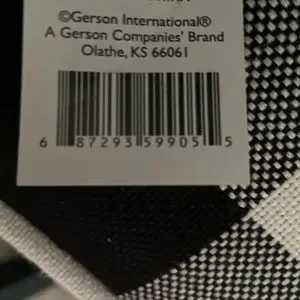 ©Gerson International®
A Gerson Companies' Brand
Olathe, KS 66061
6 87293 59905 5